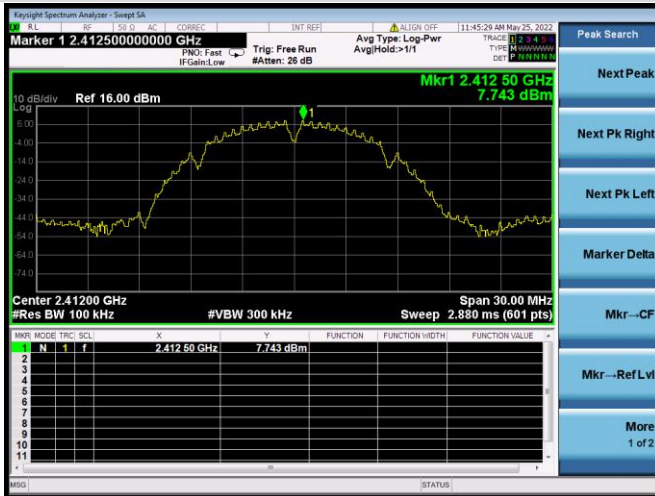 Keysight Spectrum Analyzer - Swept SA
LXI RL RF 50 Ω AC CORREC INT REF ALIGN OFF 11:45:29 AM May 25, 2022
Marker 1 2.412500000000 GHz
PNO: Fast
IFGain:Low
Trig: Free Run
#Atten: 26 dB
Avg Type: Log-Pwr
Avg|Hold:>1/1
TRACE 1 2 3 4 5 6
TYPE M WWWWW
DET P N N N N N
Peak Search
Mkr1 2.412 50 GHz
7.743 dBm
10 dB/div Ref 16.00 dBm
Log
6.00
-4.00
-14.0
-24.0
-34.0
-44.0
-54.0
-64.0
-74.0
1
Center 2.41200 GHz
Span 30.00 MHz
#Res BW 100 kHz
#VBW 300 kHz
Sweep 2.880 ms (601 pts)
MKR MODE TRC SCL X Y FUNCTION FUNCTION WIDTH FUNCTION VALUE
1 N 1 f 2.412 50 GHz 7.743 dBm
2
3
4
5
6
7
8
9
10
11
MSG
STATUS
Next Peak
Next Pk Right
Next Pk Left
Marker Delta
Mkr→CF
Mkr→Ref Lvl
More
1 of 2